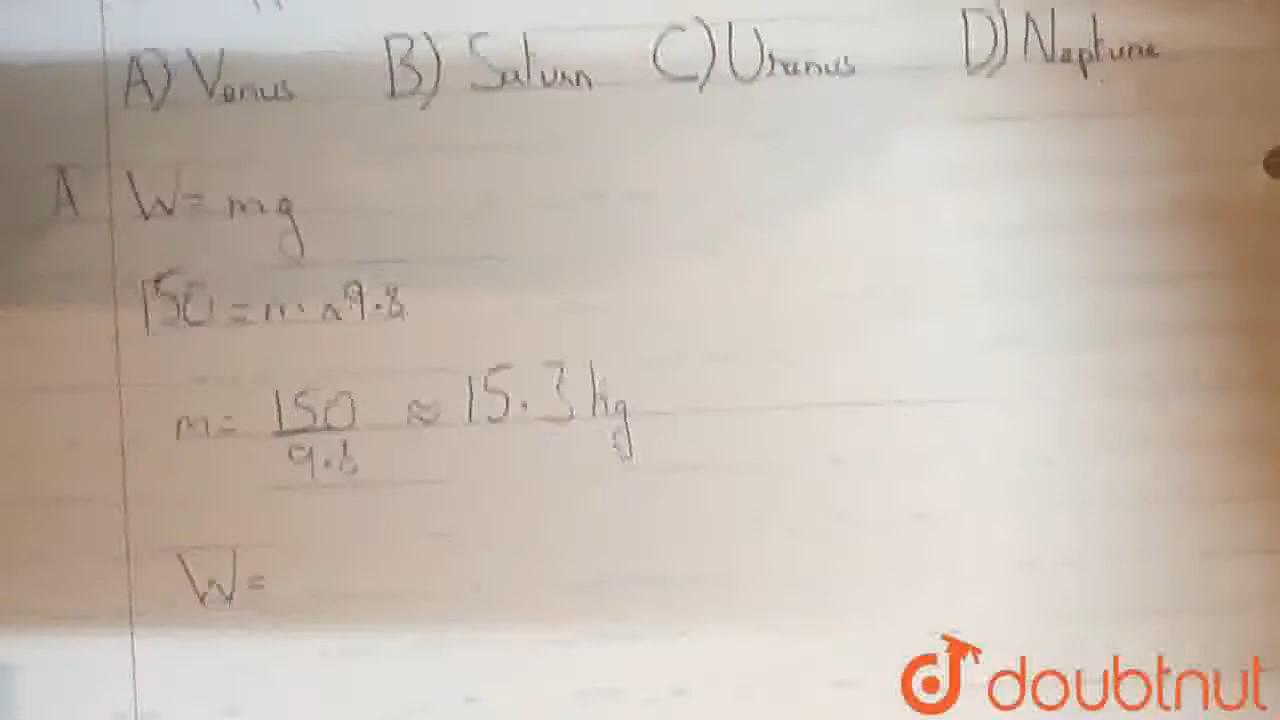 A) Venus B) Saturn C) Uranus D) Neptune
A W = mg
150 = m x 9.8
m = 150/9.8 ≈ 15.3 kg
W =
doubtnut